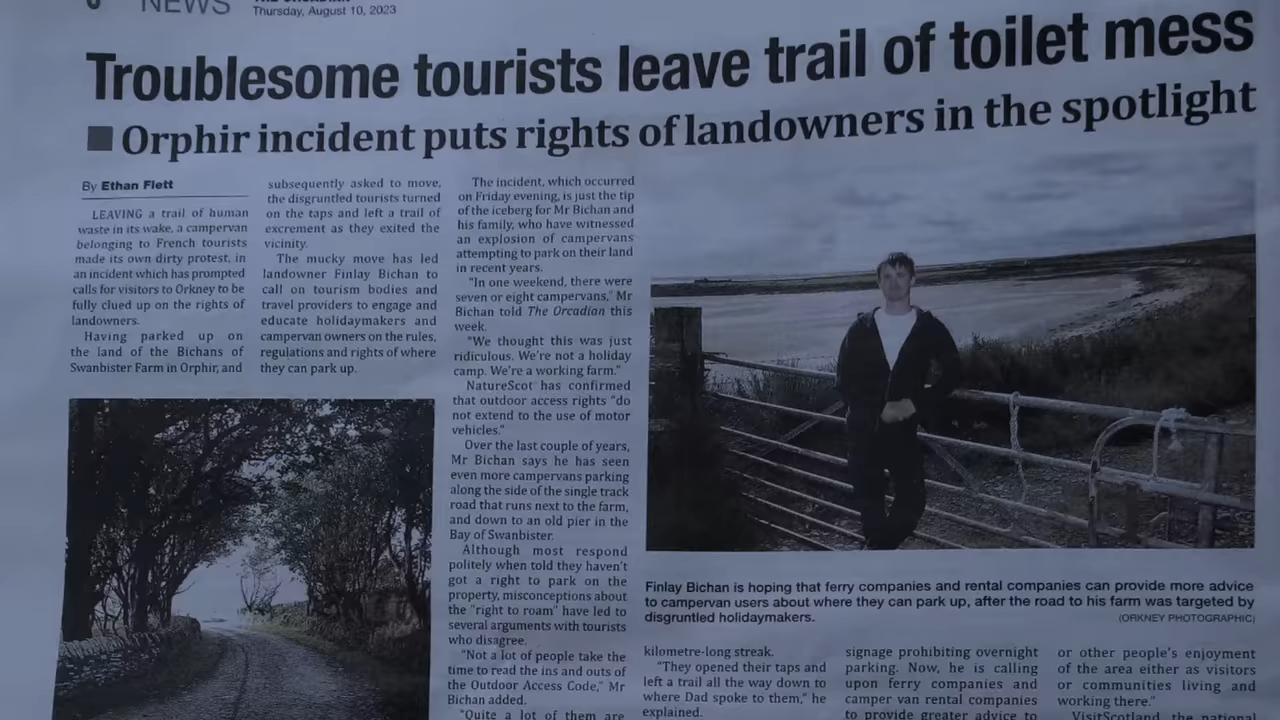 NEWS
Thursday, August 10, 2023
Troublesome tourists leave trail of toilet mess
■ Orphir incident puts rights of landowners in the spotlight
By Ethan Flett
LEAVING a trail of human
waste in its wake, a campervan
belonging to French tourists
made its own dirty protest, in
an incident which has prompted
calls for visitors to Orkney to be
fully clued up on the rights of
landowners.
Having parked up on
the land of the Bichans of
Swanbister Farm in Orphir, and
subsequently asked to move,
the disgruntled tourists turned
on the taps and left a trail of
excrement as they exited the
vicinity.
The mucky move has led
landowner Finlay Bichan to
call on tourism bodies and
travel providers to engage and
educate holidaymakers and
campervan owners on the rules,
regulations and rights of where
they can park up.
The incident, which occurred
on Friday evening, is just the tip
of the iceberg for Mr Bichan and
his family, who have witnessed
an explosion of campervans
attempting to park on their land
in recent years.
"In one weekend, there were
seven or eight campervans," Mr
Bichan told The Orcadian this
week.
"We thought this was just
ridiculous. We're not a holiday
camp. We're a working farm."
NatureScot has confirmed
that outdoor access rights "do
not extend to the use of motor
vehicles."
Over the last couple of years,
Mr Bichan says he has seen
even more campervans parking
along the side of the single track
road that runs next to the farm,
and down to an old pier in the
Bay of Swanbister.
Although most respond
politely when told they haven't
got a right to park on the
property, misconceptions about
the "right to roam" have led to
several arguments with tourists
who disagree.
"Not a lot of people take the
time to read the ins and outs of
the Outdoor Access Code," Mr
Bichan added.
"Quite a lot of them are
Finlay Bichan is hoping that ferry companies and rental companies can provide more advice
to campervan users about where they can park up, after the road to his farm was targeted by
disgruntled holidaymakers.
(ORKNEY PHOTOGRAPHIC)
kilometre-long streak.
"They opened their taps and
left a trail all the way down to
where Dad spoke to them," he
explained.
signage prohibiting overnight
parking. Now, he is calling
upon ferry companies and
camper van rental companies
to provide greater advice to
or other people's enjoyment
of the area either as visitors
or communities living and
working there."
VisitScotland, the national